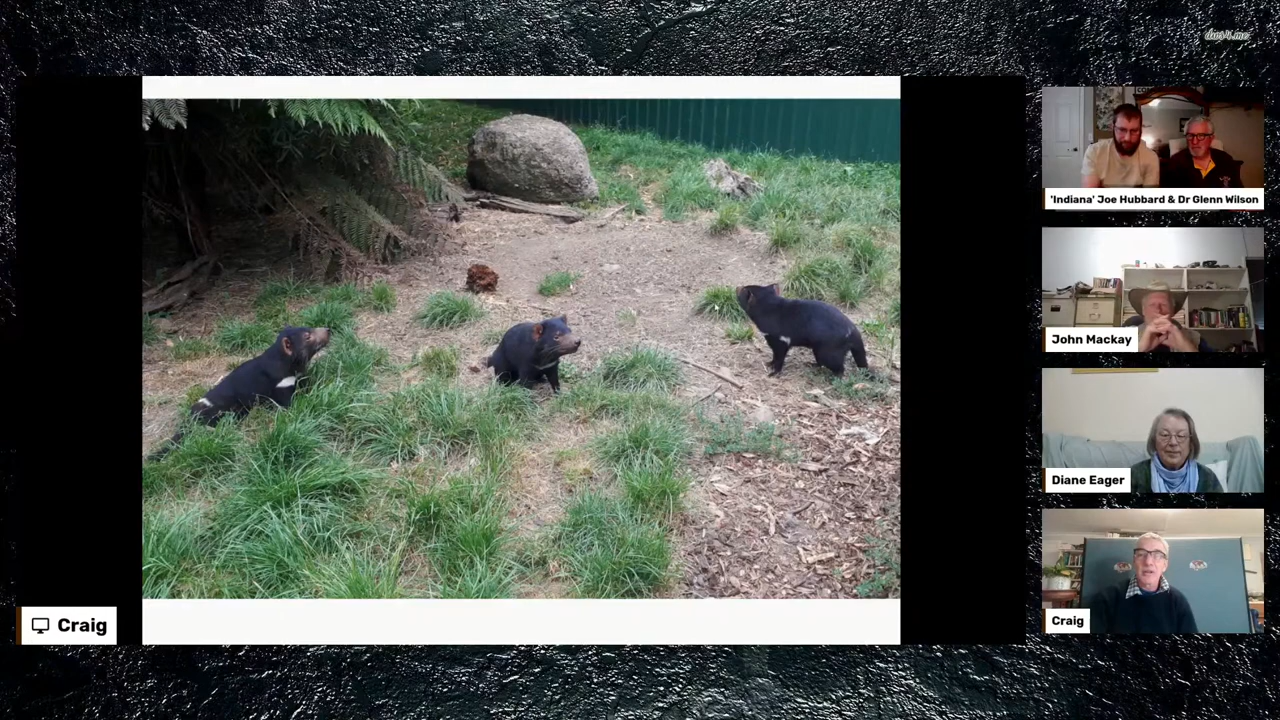 'Indiana' Joe Hubbard & Dr Glenn Wilson
John Mackay
Diane Eager
Craig
Craig